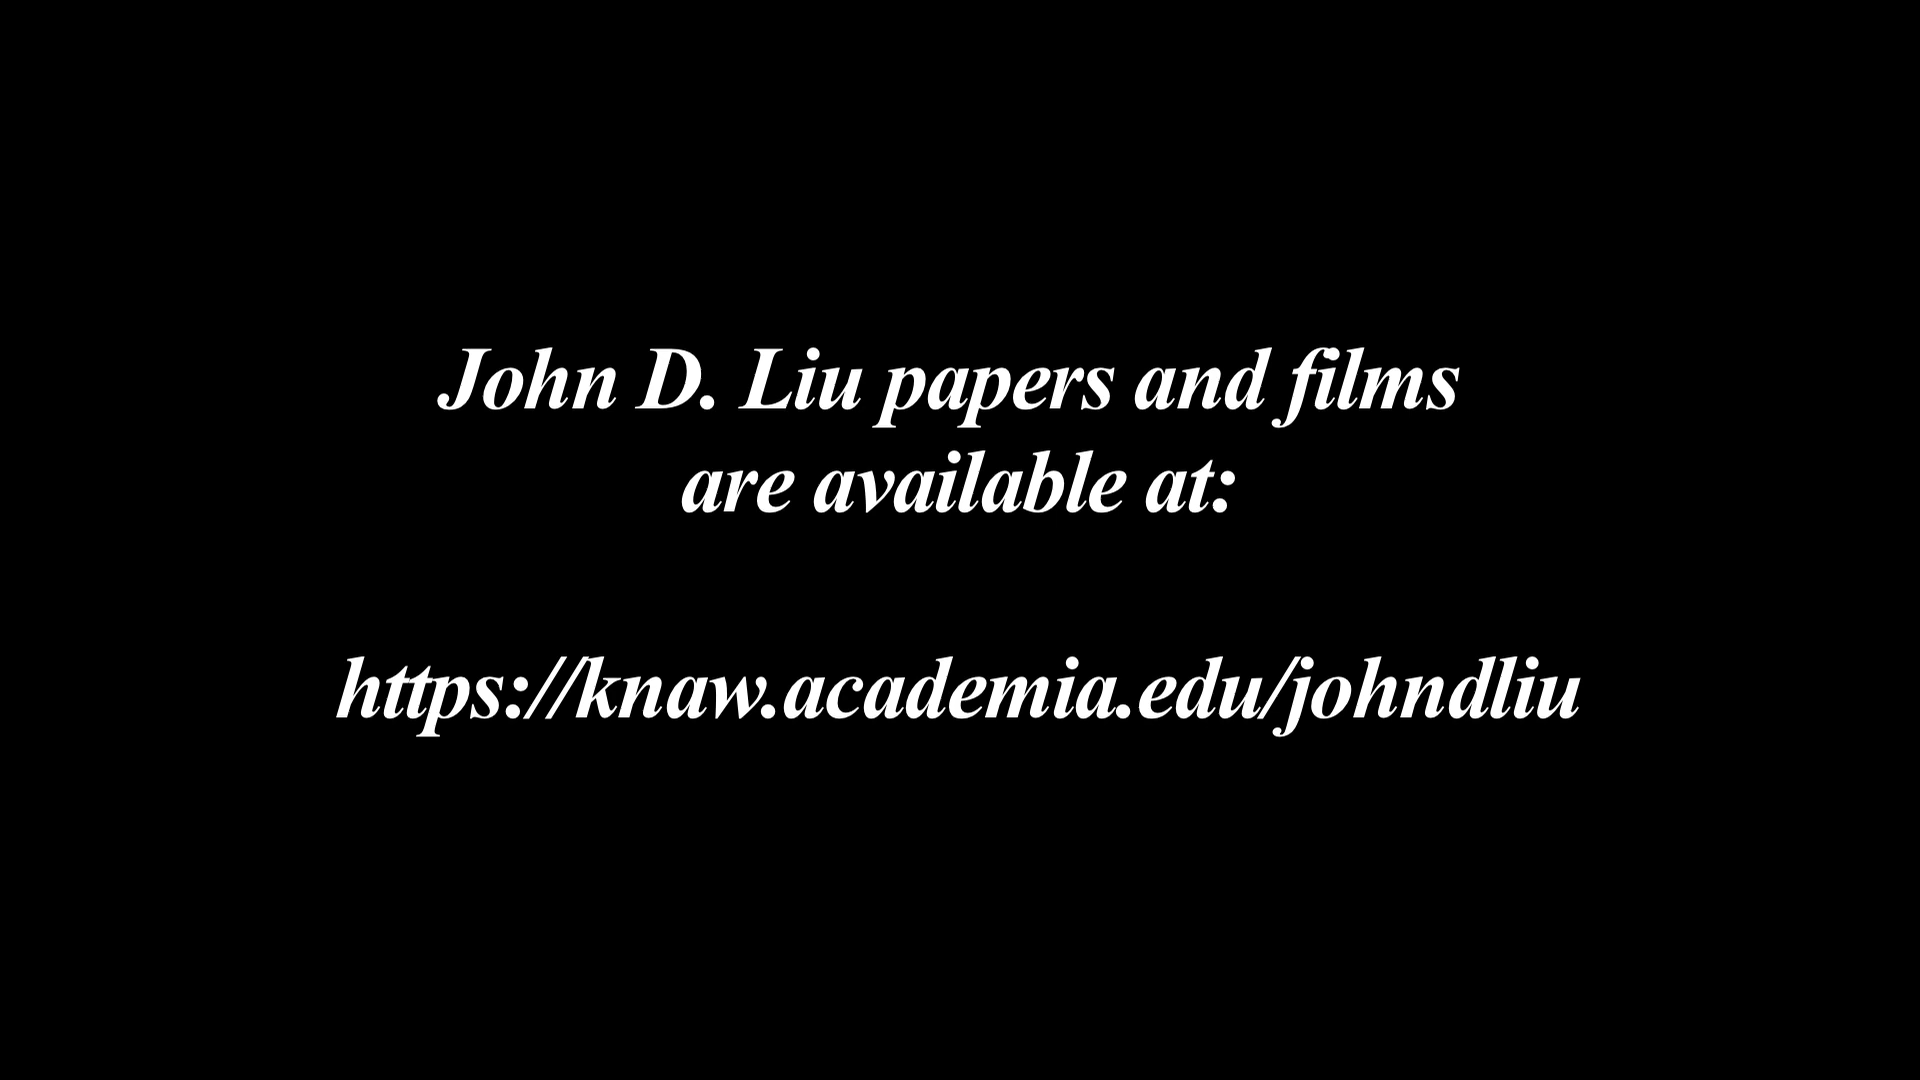 John D. Liu papers and films
are available at:
https://knaw.academia.edu/johndliu